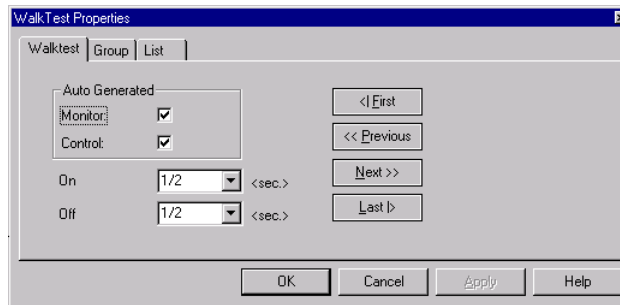 WalkTest Properties
Walktest Group List
Auto Generated
Monitor:
Control:
On 1/2 <sec.>
Off 1/2 <sec.>
<| First
<< Previous
Next >>
Last |>
OK Cancel Apply Help